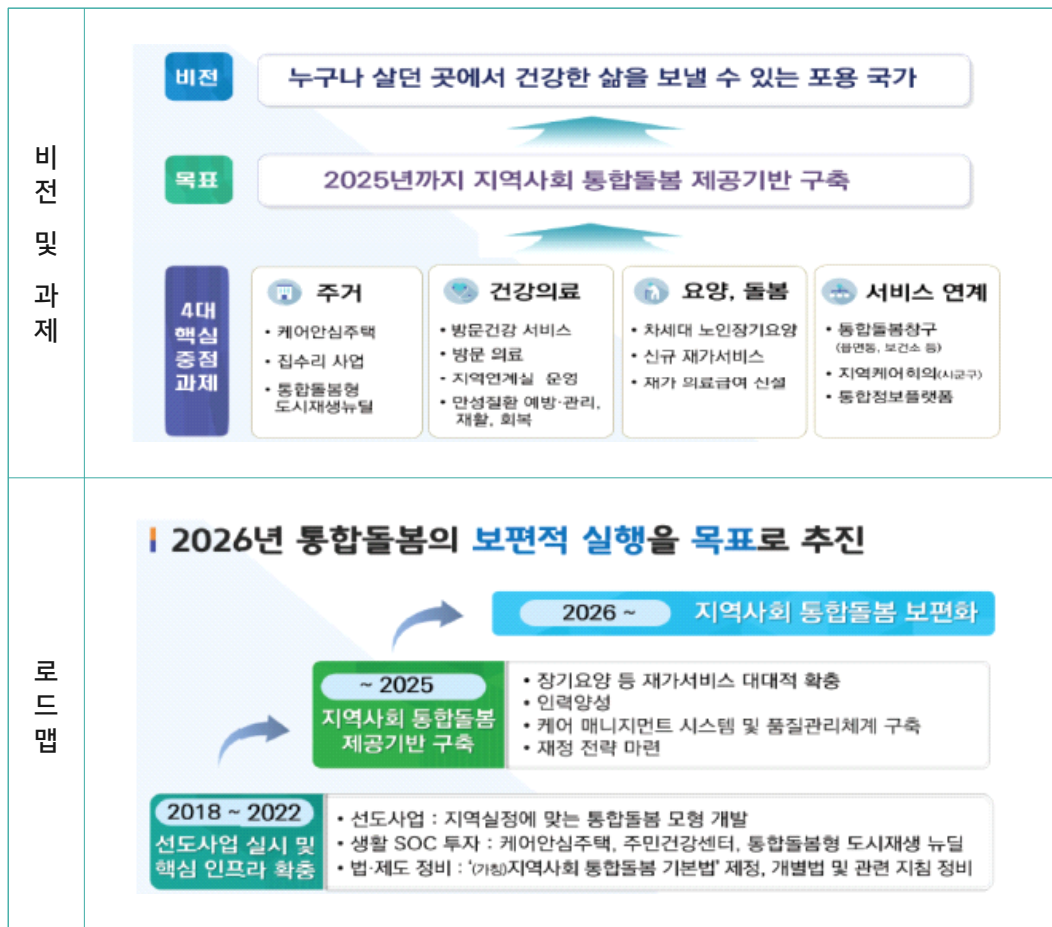 비전 및 과제
비전
누구나 살던 곳에서 건강한 삶을 보낼 수 있는 포용 국가
목표
2025년까지 지역사회 통합돌봄 제공기반 구축
4대
핵심
중점
과제
주거
• 케어안심주택
• 집수리 사업
• 통합돌봄형
도시재생뉴딜
건강의료
• 방문건강 서비스
• 방문 의료
• 지역연계실 운영
• 만성질환 예방·관리,
재활, 회복
요양, 돌봄
• 차세대 노인장기요양
• 신규 재가서비스
• 재가 의료급여 신설
서비스 연계
• 통합돌봄창구
(읍면동, 보건소 등)
• 지역케어회의(시군구)
• 통합정보플랫폼
로드맵
2026년 통합돌봄의 보편적 실행을 목표로 추진
2026 ~ 지역사회 통합돌봄 보편화
~ 2025
지역사회 통합돌봄
제공기반 구축
• 장기요양 등 재가서비스 대대적 확충
• 인력양성
• 케어 매니지먼트 시스템 및 품질관리체계 구축
• 재정 전략 마련
2018 ~ 2022
선도사업 실시 및
핵심 인프라 확충
• 선도사업 : 지역실정에 맞는 통합돌봄 모형 개발
• 생활 SOC 투자 : 케어안심주택, 주민건강센터, 통합돌봄형 도시재생 뉴딜
• 법·제도 정비 : '(가칭)지역사회 통합돌봄 기본법' 제정, 개별법 및 관련 지침 정비